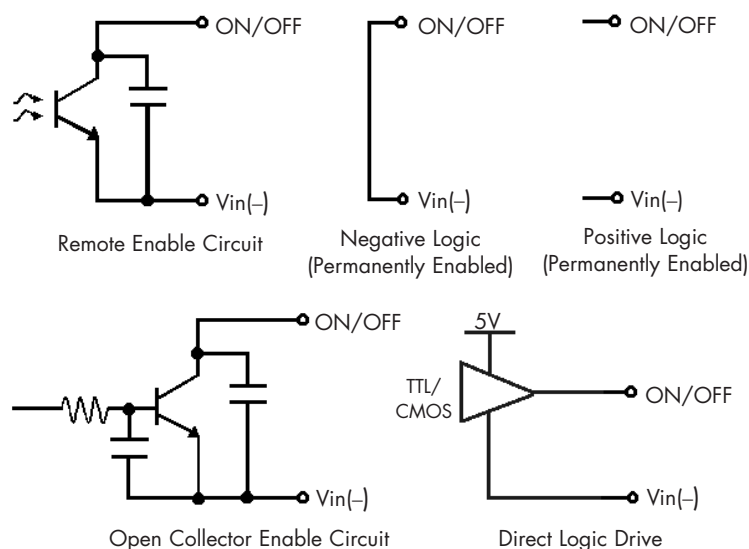 ON/OFF
Vin(–)
Remote Enable Circuit
ON/OFF
Vin(–)
Negative Logic
(Permanently Enabled)
ON/OFF
Vin(–)
Positive Logic
(Permanently Enabled)
ON/OFF
Vin(–)
Open Collector Enable Circuit
5V
TTL/
CMOS
ON/OFF
Vin(–)
Direct Logic Drive